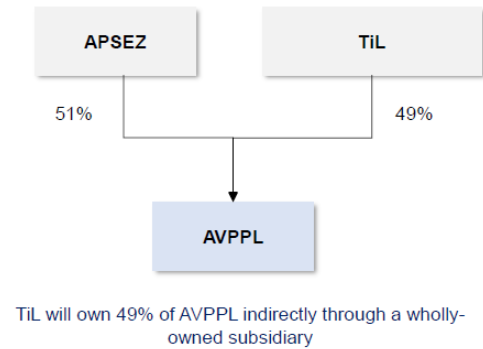 APSEZ
TiL
51%
49%
AVPPL
TiL will own 49% of AVPPL indirectly through a wholly-
owned subsidiary